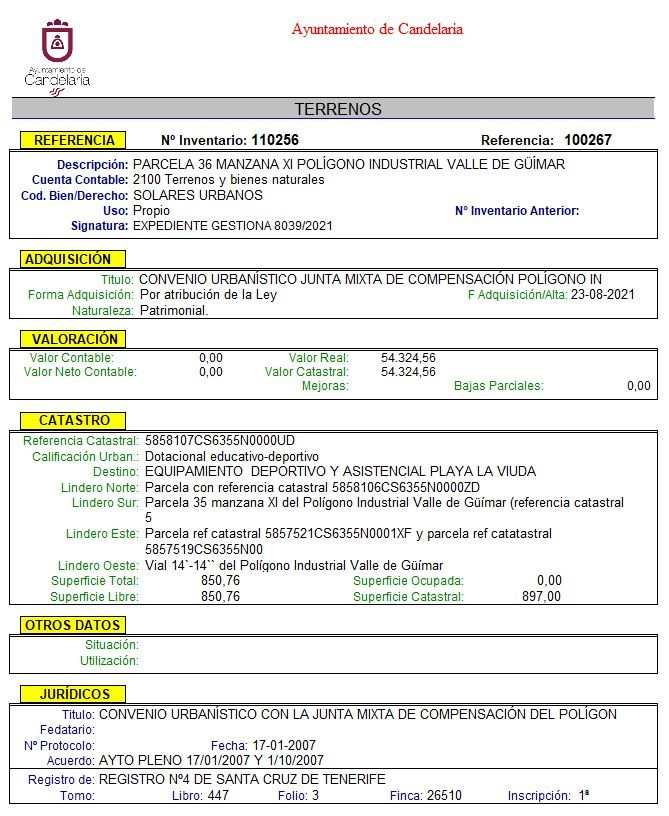 Ayuntamiento de Candelaria
Ayuntamiento de
Candelaria
TERRENOS
REFERENCIA Nº Inventario: 110256 Referencia: 100267
Descripción: PARCELA 36 MANZANA XI POLÍGONO INDUSTRIAL VALLE DE GÜÍMAR
Cuenta Contable: 2100 Terrenos y bienes naturales
Cod. Bien/Derecho: SOLARES URBANOS
Uso: Propio Nº Inventario Anterior:
Signatura: EXPEDIENTE GESTIONA 8039/2021
ADQUISICIÓN
Titulo: CONVENIO URBANÍSTICO JUNTA MIXTA DE COMPENSACIÓN POLÍGONO IN
Forma Adquisición: Por atribución de la Ley F Adquisición/Alta: 23-08-2021
Naturaleza: Patrimonial.
VALORACIÓN
Valor Contable: 0,00 Valor Real: 54.324,56
Valor Neto Contable: 0,00 Valor Catastral: 54.324,56
Mejoras: Bajas Parciales: 0,00
CATASTRO
Referencia Catastral: 5858107CS6355N0000UD
Calificación Urban.: Dotacional educativo-deportivo
Destino: EQUIPAMIENTO DEPORTIVO Y ASISTENCIAL PLAYA LA VIUDA
Lindero Norte: Parcela con referencia catastral 5858106CS6355N0000ZD
Lindero Sur: Parcela 35 manzana XI del Polígono Industrial Valle de Güímar (referencia catastral
5
Lindero Este: Parcela ref catastral 5857521CS6355N0001XF y parcela ref catatastral
5857519CS6355N00
Lindero Oeste: Vial 14`-14`` del Polígono Industrial Valle de Güímar
Superficie Total: 850,76 Superficie Ocupada: 0,00
Superficie Libre: 850,76 Superficie Catastral: 897,00
OTROS DATOS
Situación:
Utilización:
JURÍDICOS
Titulo: CONVENIO URBANÍSTICO CON LA JUNTA MIXTA DE COMPENSACIÓN DEL POLÍGON
Fedatario:
Nº Protocolo: Fecha: 17-01-2007
Acuerdo: AYTO PLENO 17/01/2007 Y 1/10/2007
Registro de: REGISTRO Nº4 DE SANTA CRUZ DE TENERIFE
Tomo: Libro: 447 Folio: 3 Finca: 26510 Inscripción: 1ª